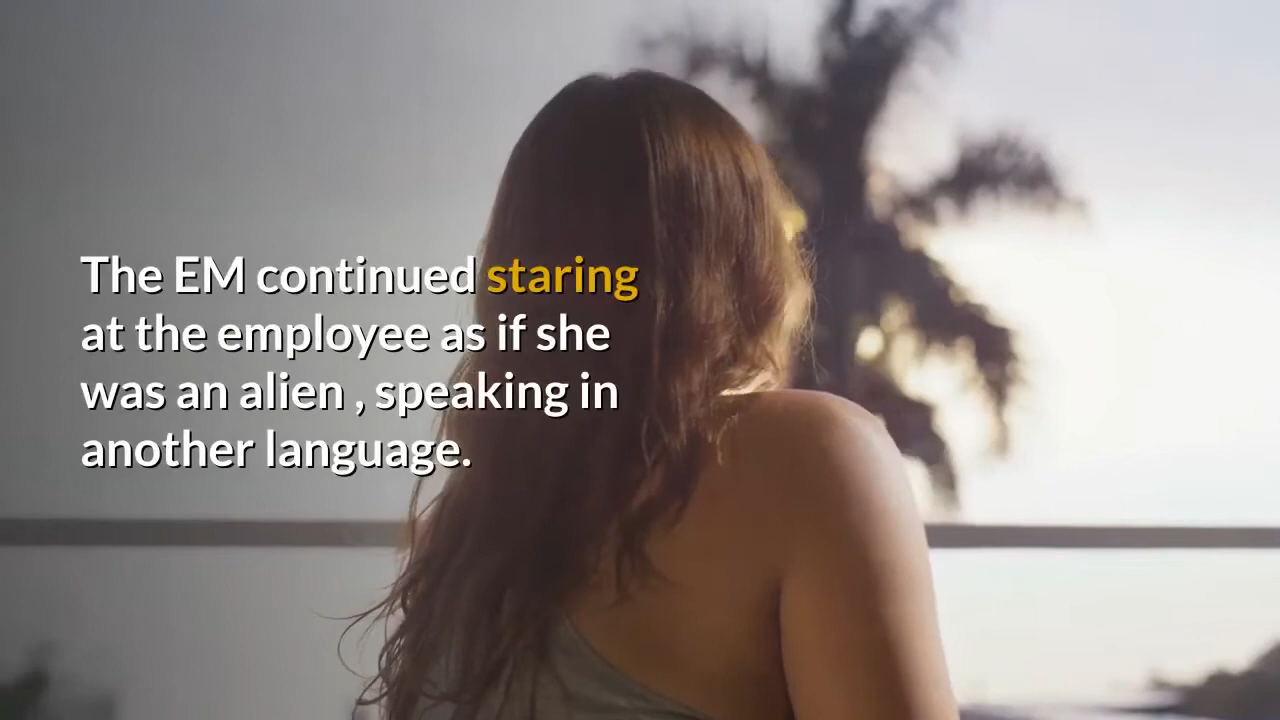 The EM continued staring
at the employee as if she
was an alien , speaking in
another language.